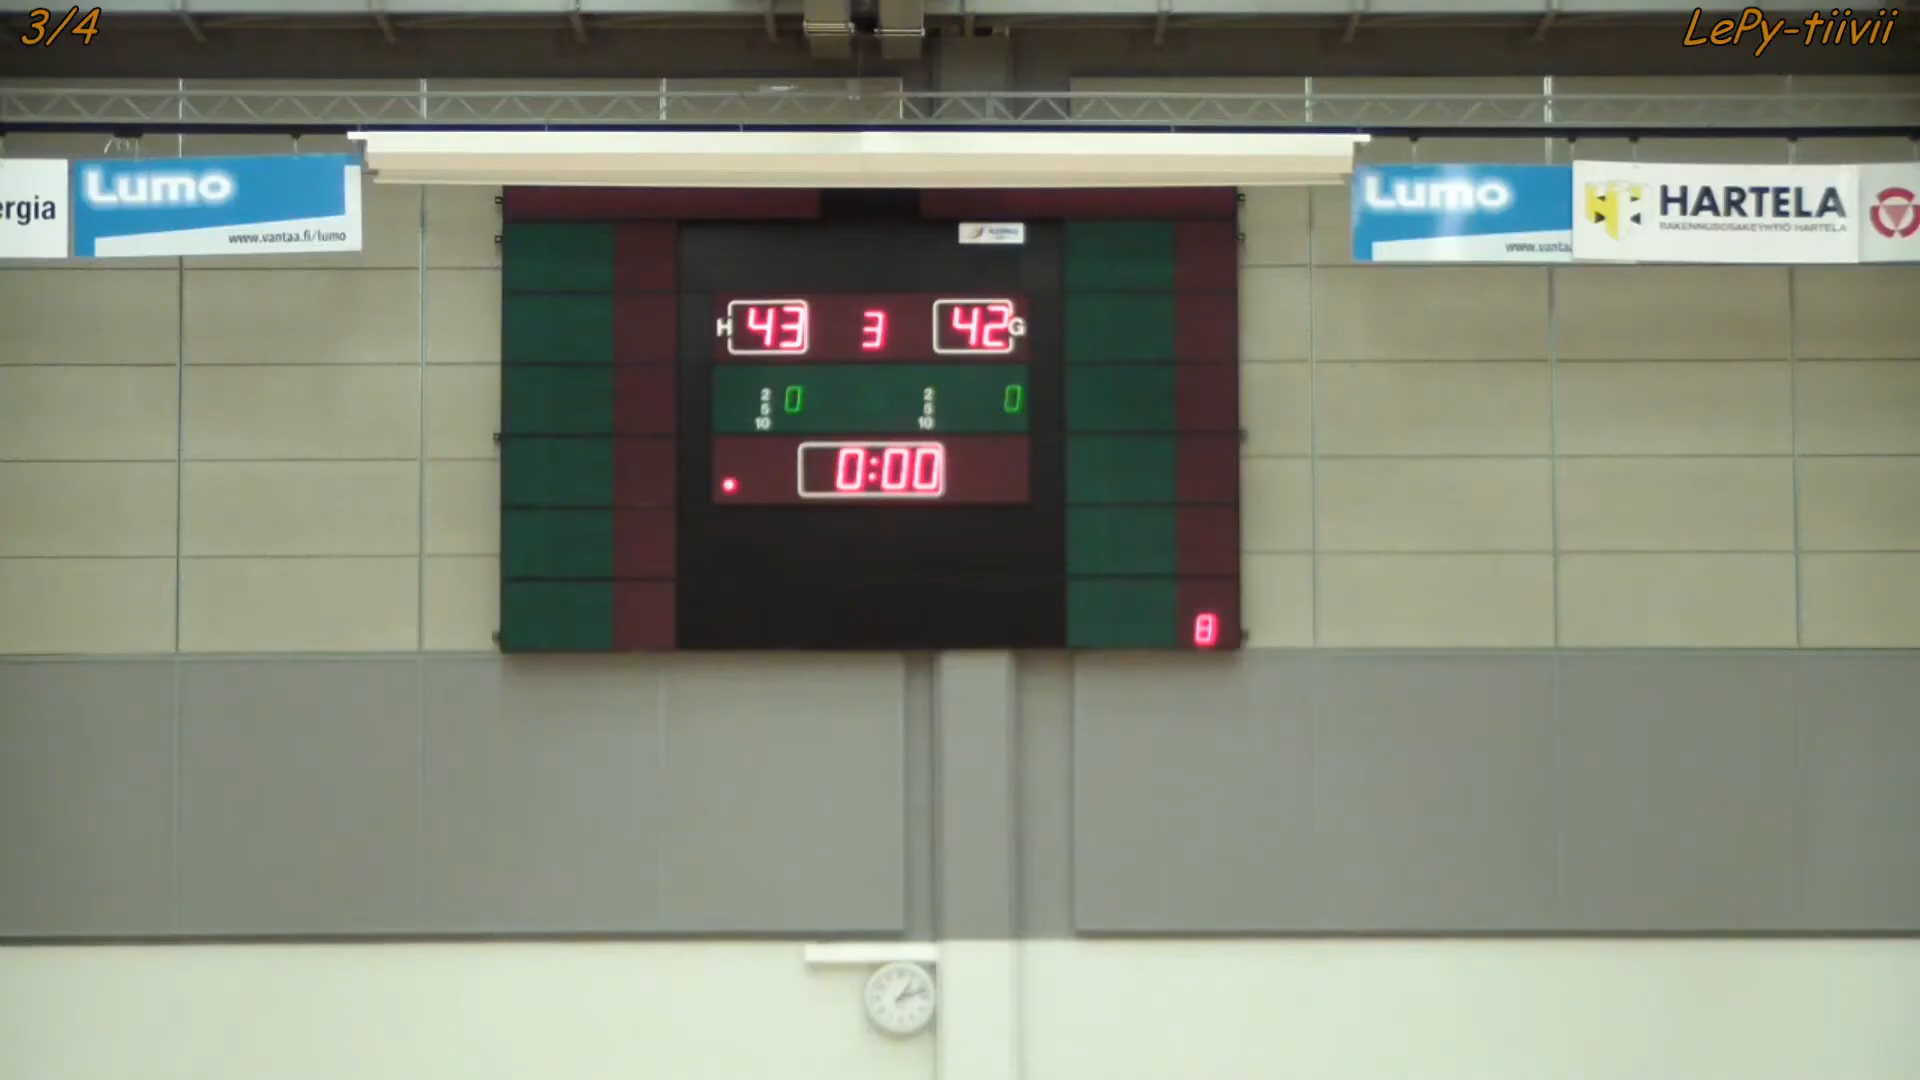 3/4
LePy-tiivii
ergia
Lumo
www.vantaa.fi/lumo
Lumo
www.vanta
HARTELA
RAKENNUSOSAKEYHTIÖ HARTELA
H 43 3 42 G
2 0 2 0
5 5
10 10
0:00
8